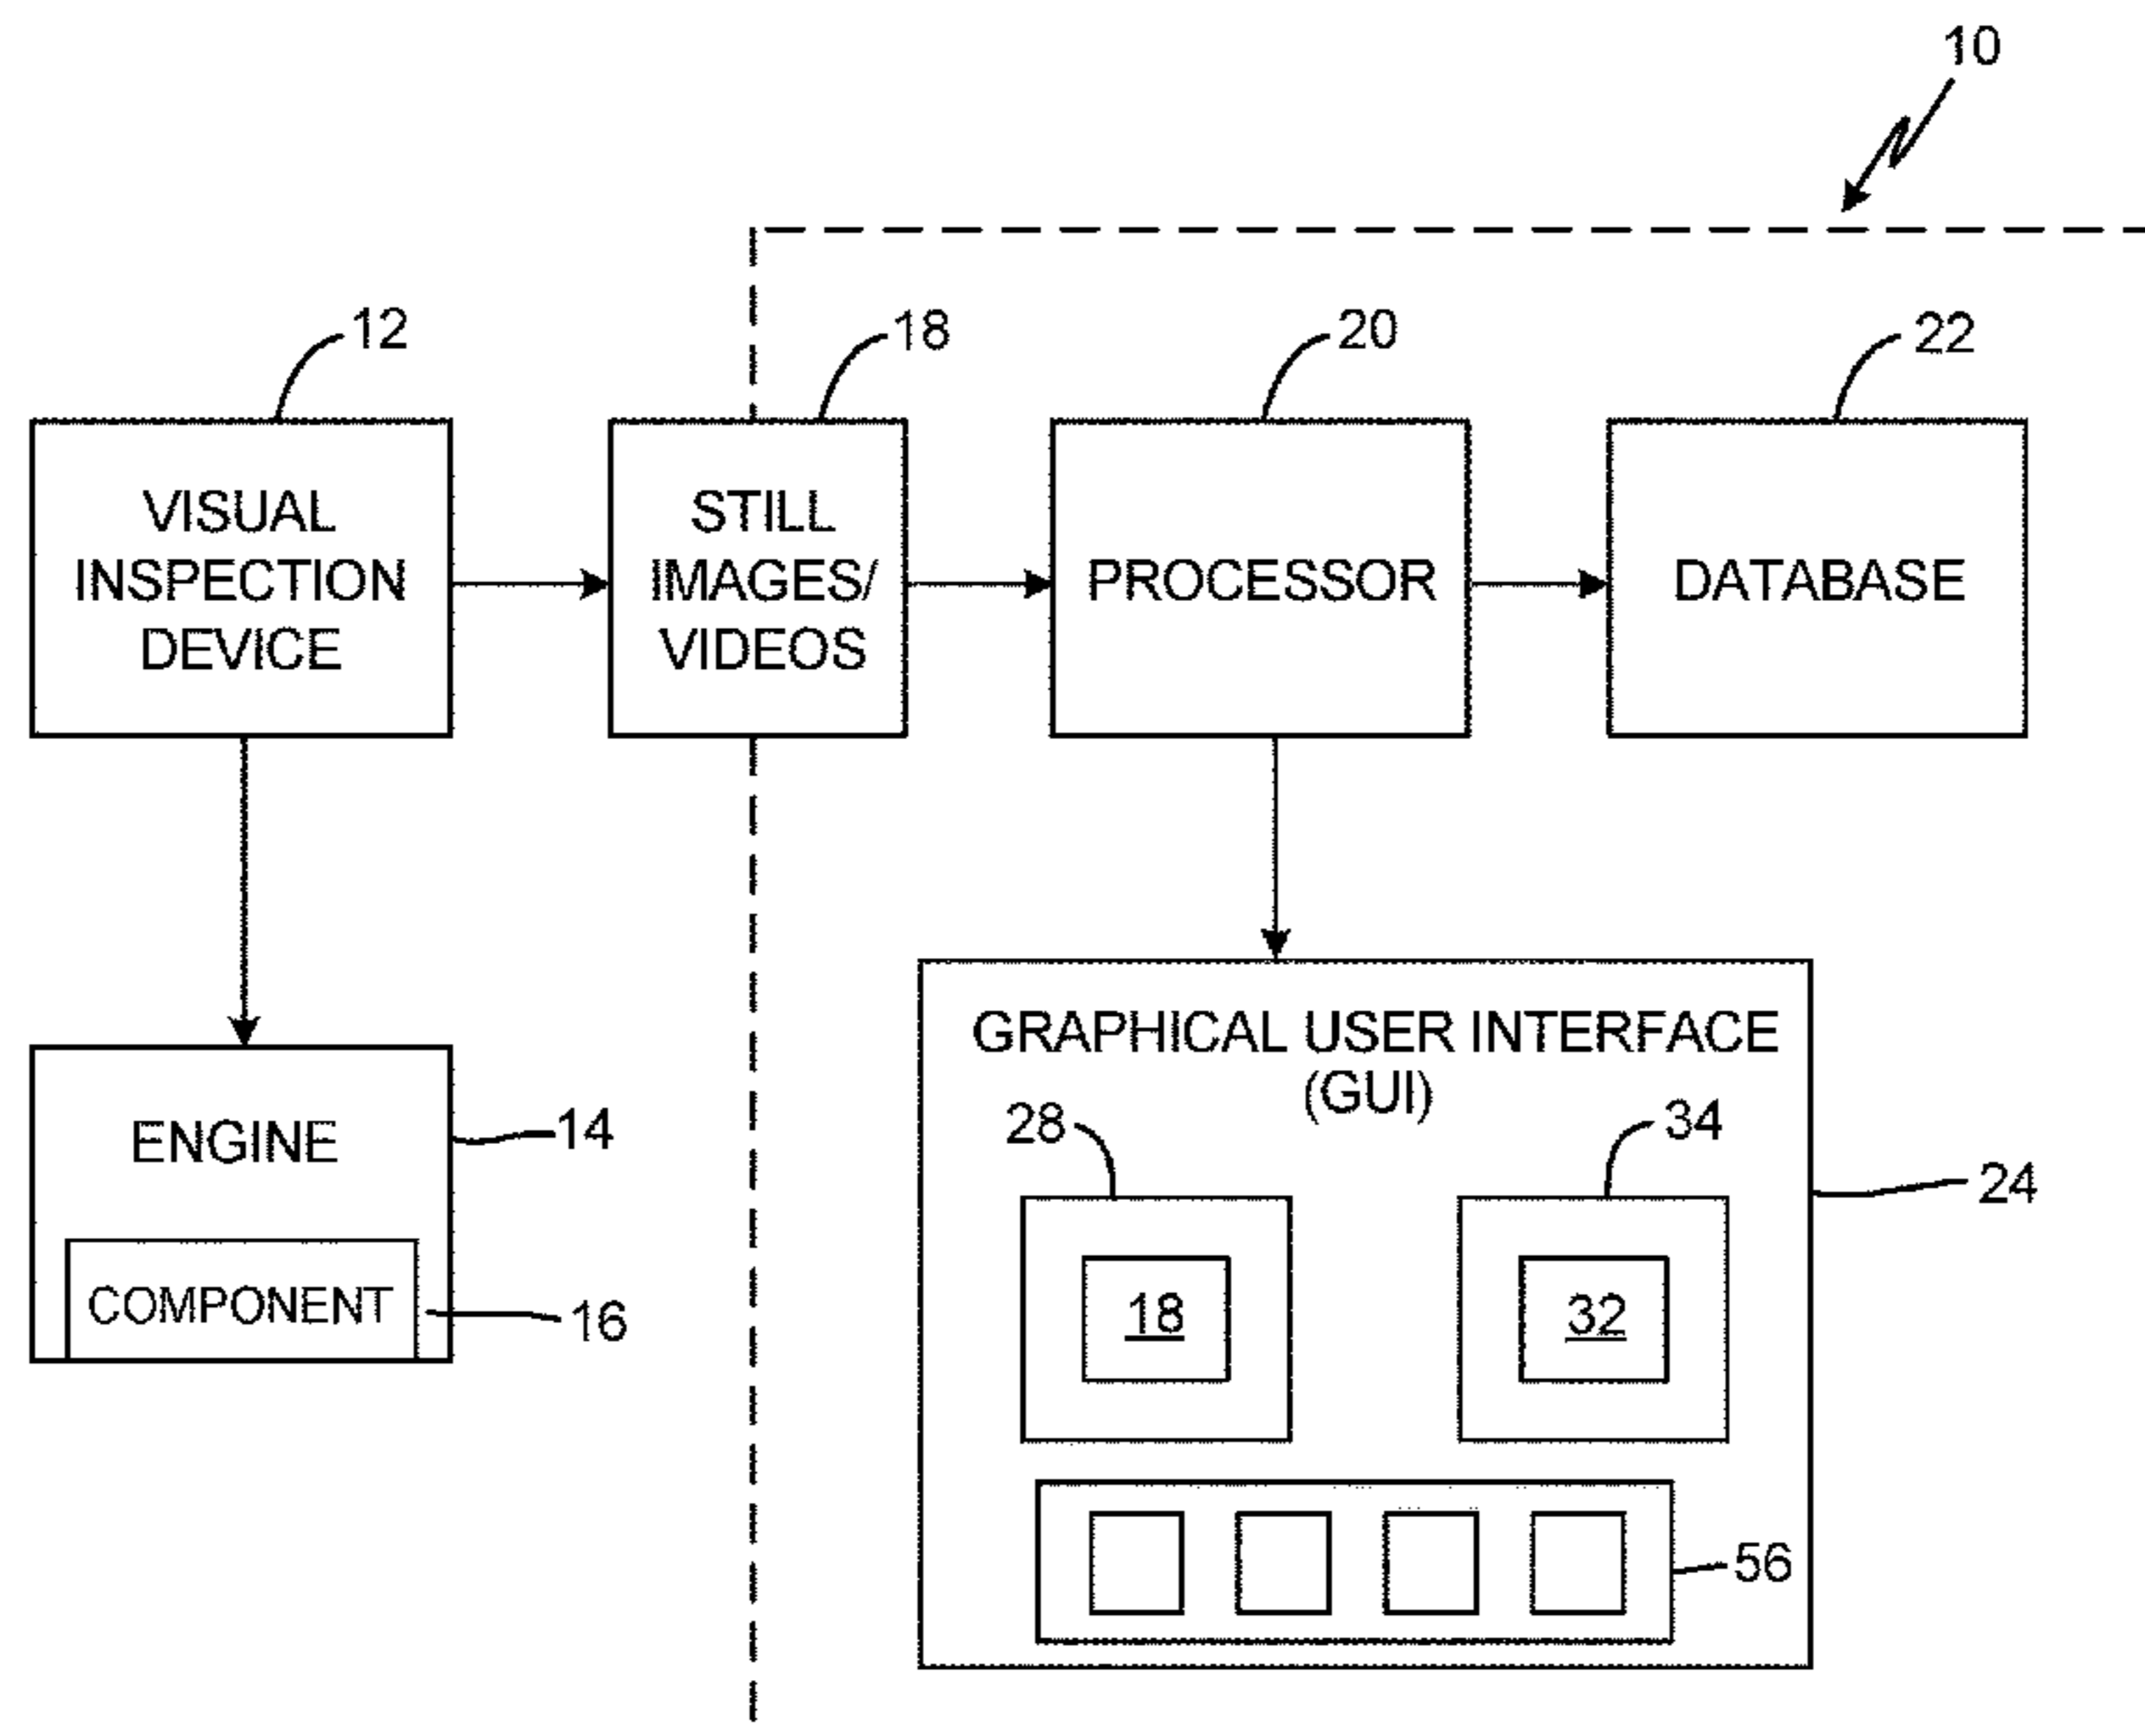 10
12
18
20
22
VISUAL
INSPECTION
DEVICE
STILL
IMAGES/
VIDEOS
PROCESSOR
DATABASE
GRAPHICAL USER INTERFACE
(GUI)
28
34
ENGINE
14
24
COMPONENT
16
18
32
56